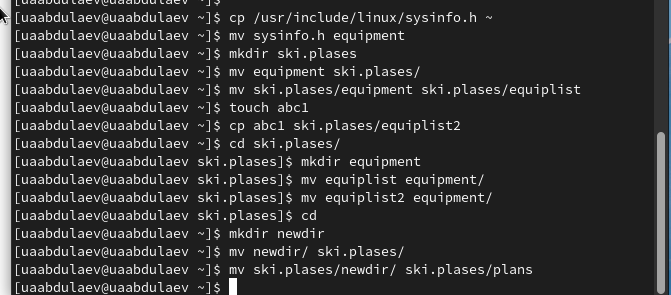 [uaabdulaev@uaabdulaev ~]$ cp /usr/include/linux/sysinfo.h ~
[uaabdulaev@uaabdulaev ~]$ mv sysinfo.h equipment
[uaabdulaev@uaabdulaev ~]$ mkdir ski.plases
[uaabdulaev@uaabdulaev ~]$ mv equipment ski.plases/
[uaabdulaev@uaabdulaev ~]$ mv ski.plases/equipment ski.plases/equiplist
[uaabdulaev@uaabdulaev ~]$ touch abc1
[uaabdulaev@uaabdulaev ~]$ cp abc1 ski.plases/equiplist2
[uaabdulaev@uaabdulaev ~]$ cd ski.plases/
[uaabdulaev@uaabdulaev ski.plases]$ mkdir equipment
[uaabdulaev@uaabdulaev ski.plases]$ mv equiplist equipment/
[uaabdulaev@uaabdulaev ski.plases]$ mv equiplist2 equipment/
[uaabdulaev@uaabdulaev ski.plases]$ cd
[uaabdulaev@uaabdulaev ~]$ mkdir newdir
[uaabdulaev@uaabdulaev ~]$ mv newdir/ ski.plases/
[uaabdulaev@uaabdulaev ~]$ mv ski.plases/newdir/ ski.plases/plans
[uaabdulaev@uaabdulaev ~]$